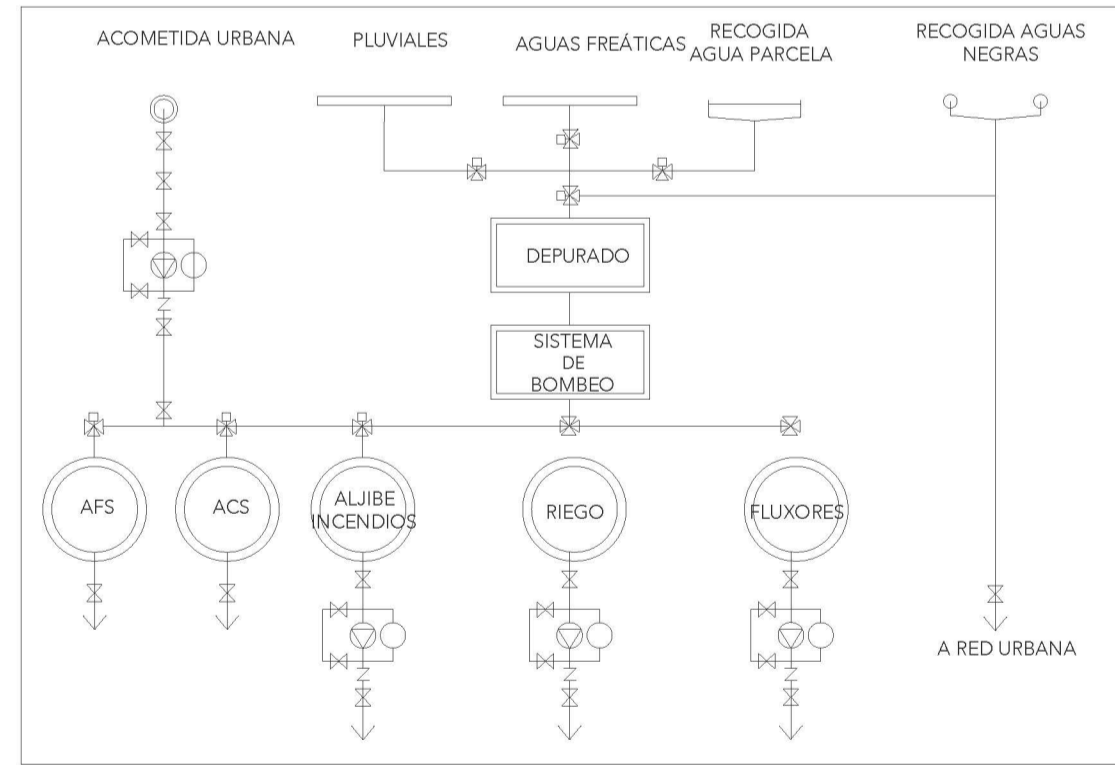 ACOMETIDA URBANA
PLUVIALES
AGUAS FREÁTICAS
RECOGIDA
AGUA PARCELA
RECOGIDA AGUAS
NEGRAS
DEPURADO
SISTEMA
DE
BOMBEO
AFS
ACS
ALJIBE
INCENDIOS
RIEGO
FLUXORES
A RED URBANA